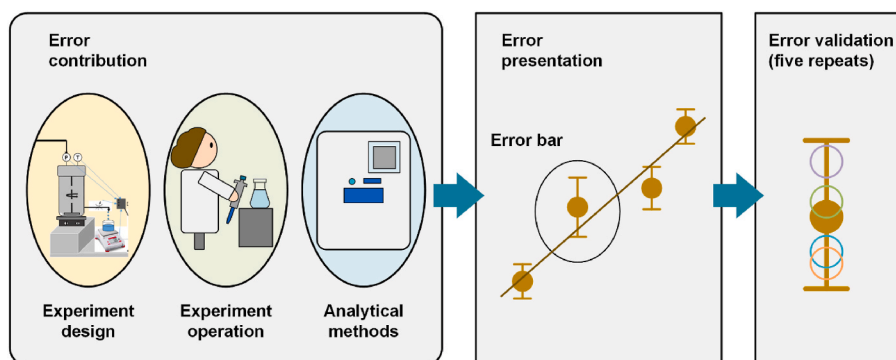 Error
contribution
P
T
Experiment
design
Experiment
operation
Analytical
methods
Error
presentation
Error bar
Error validation
(five repeats)